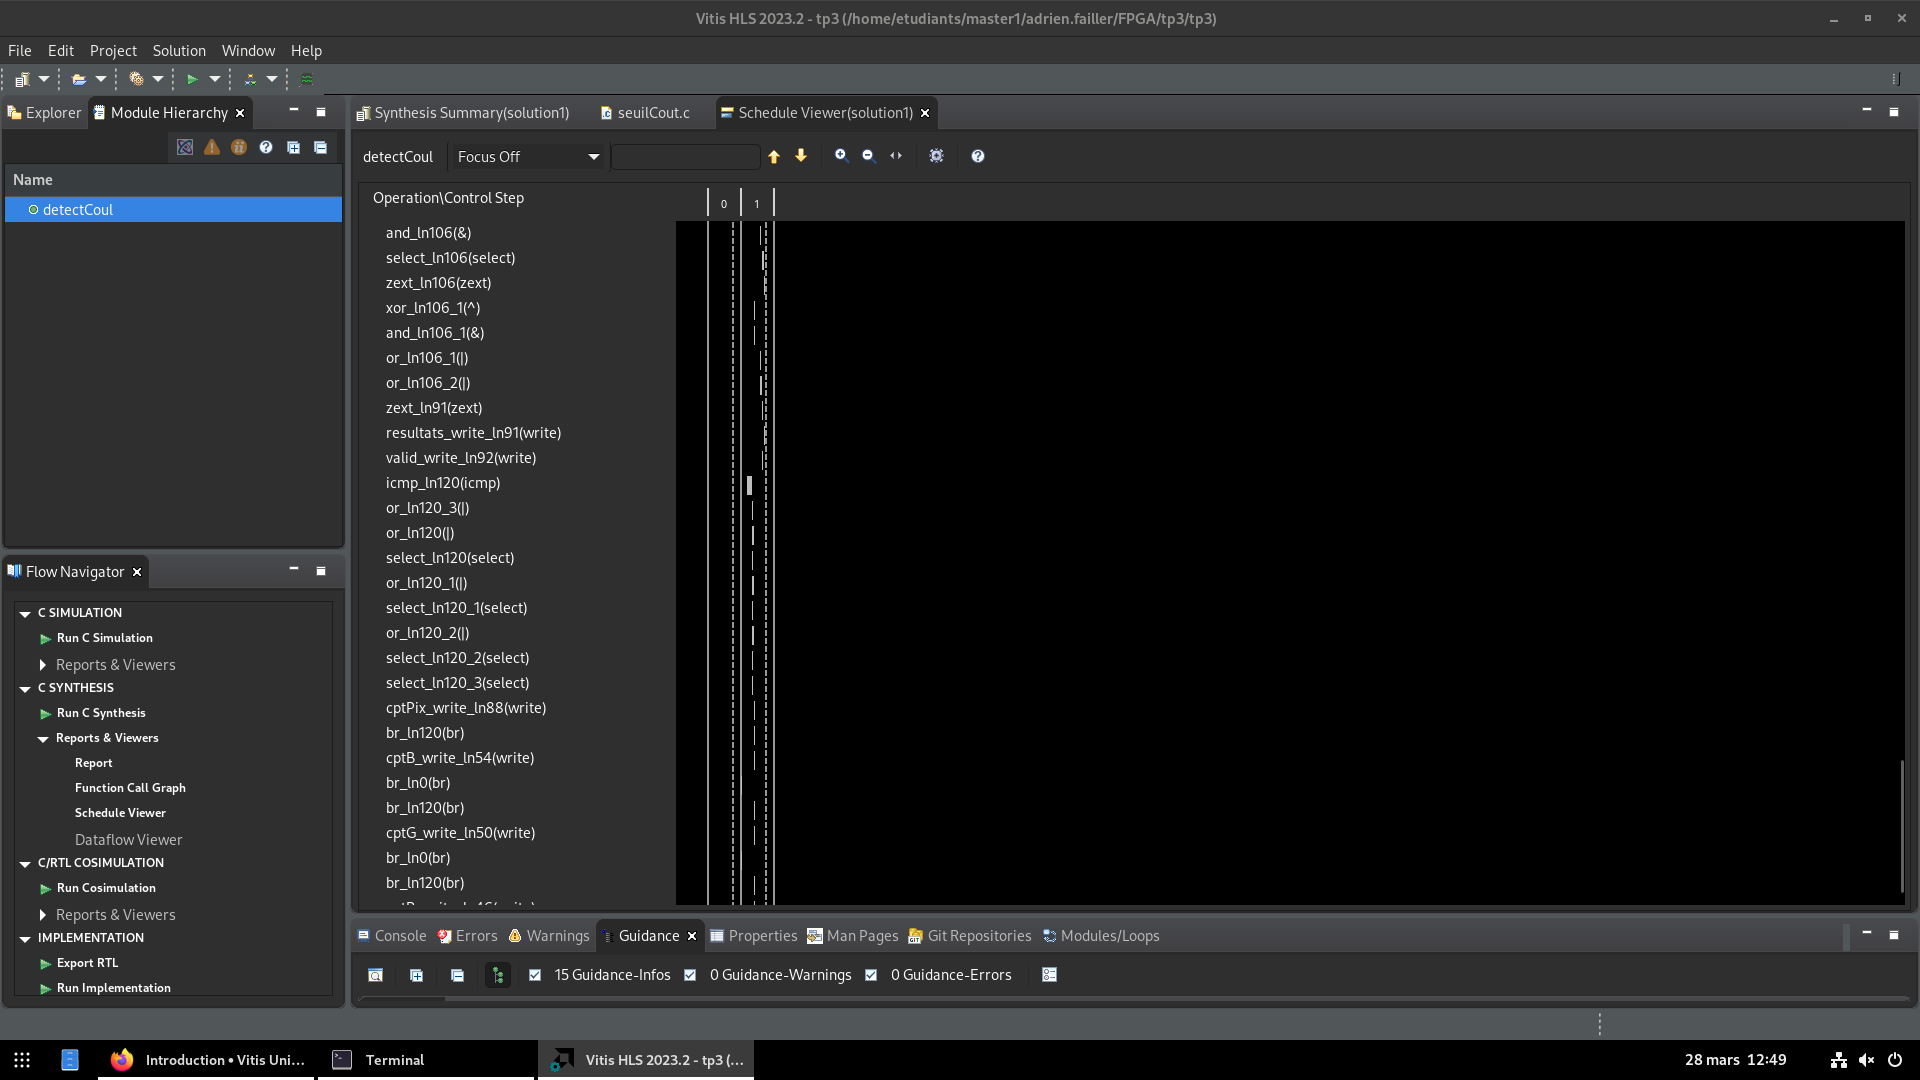 Vitis HLS 2023.2 - tp3 (/home/etudiants/master1/adrien.failler/FPGA/tp3/tp3)
File Edit Project Solution Window Help
Explorer Module Hierarchy
Name
detectCoul
Synthesis Summary(solution1) seuilCout.c Schedule Viewer(solution1)
detectCoul Focus Off
Operation\Control Step 0 1
and_ln106(&)
select_ln106(select)
zext_ln106(zext)
xor_ln106_1(^)
and_ln106_1(&)
or_ln106_1(|)
or_ln106_2(|)
zext_ln91(zext)
resultats_write_ln91(write)
valid_write_ln92(write)
icmp_ln120(icmp)
or_ln120_3(|)
or_ln120(|)
select_ln120(select)
or_ln120_1(|)
select_ln120_1(select)
or_ln120_2(|)
select_ln120_2(select)
select_ln120_3(select)
cptPix_write_ln88(write)
br_ln120(br)
cptB_write_ln54(write)
br_ln0(br)
br_ln120(br)
cptG_write_ln50(write)
br_ln0(br)
br_ln120(br)
Flow Navigator
C SIMULATION
Run C Simulation
Reports & Viewers
C SYNTHESIS
Run C Synthesis
Reports & Viewers
Report
Function Call Graph
Schedule Viewer
Dataflow Viewer
C/RTL COSIMULATION
Run Cosimulation
Reports & Viewers
IMPLEMENTATION
Export RTL
Run Implementation
Console Errors Warnings Guidance Properties Man Pages Git Repositories Modules/Loops
15 Guidance-Infos 0 Guidance-Warnings 0 Guidance-Errors
Introduction • Vitis Uni... Terminal Vitis HLS 2023.2 - tp3 (... 28 mars 12:49